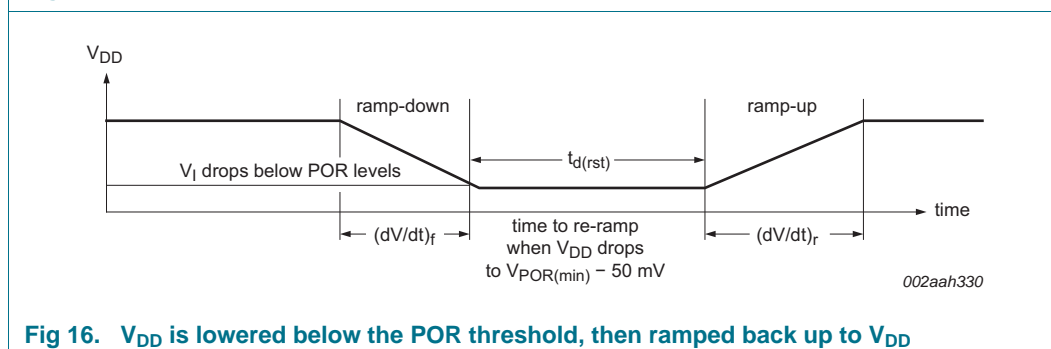 VDD
ramp-down
ramp-up
td(rst)
VI drops below POR levels
time
(dV/dt)f
time to re-ramp
when VDD drops
to VPOR(min) − 50 mV
(dV/dt)r
002aah330
Fig 16. VDD is lowered below the POR threshold, then ramped back up to VDD